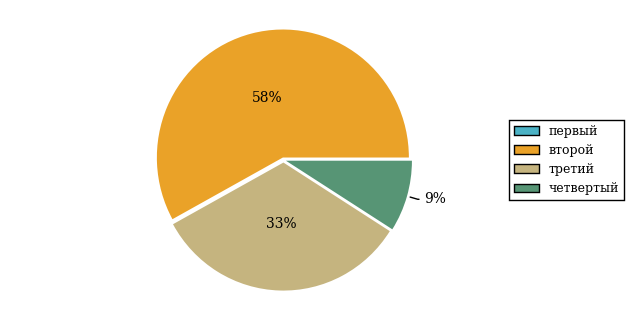 58%
33%
9%
первый
второй
третий
четвертый